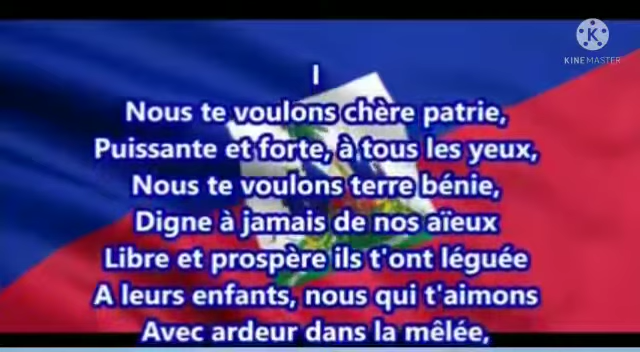 K
KINEMASTER
I
Nous te voulons chère patrie,
Puissante et forte, à tous les yeux,
Nous te voulons terre bénie,
Digne à jamais de nos aïeux
Libre et prospère ils t'ont léguée
A leurs enfants, nous qui t'aimons
Avec ardeur dans la mêlée,